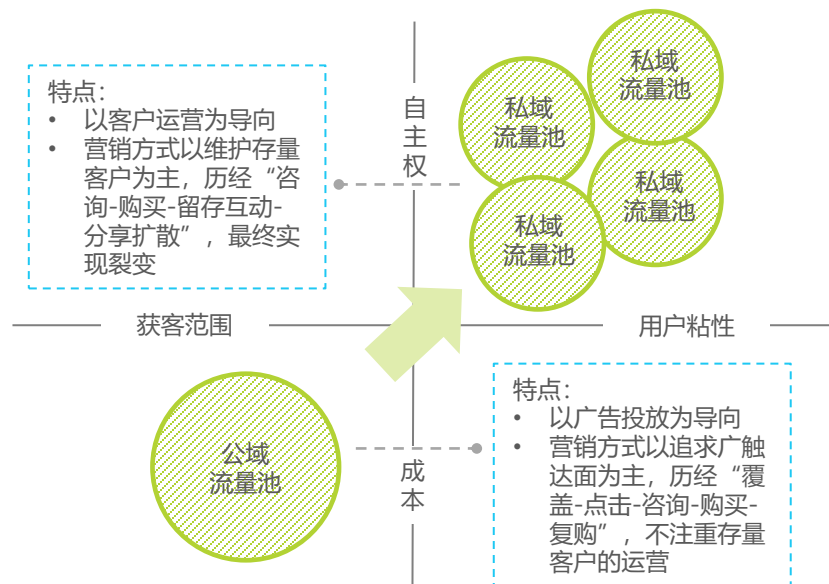 特点：
• 以客户运营为导向
• 营销方式以维护存量
客户为主，历经“咨
询-购买-留存互动-
分享扩散”，最终实
现裂变
自
主
权
私域
流量池
私域
流量池
私域
流量池
私域
流量池
获客范围
用户粘性
公域
流量池
成
本
特点：
• 以广告投放为导向
• 营销方式以追求广触
达面为主，历经“覆
盖-点击-咨询-购买-
复购”，不注重存量
客户的运营